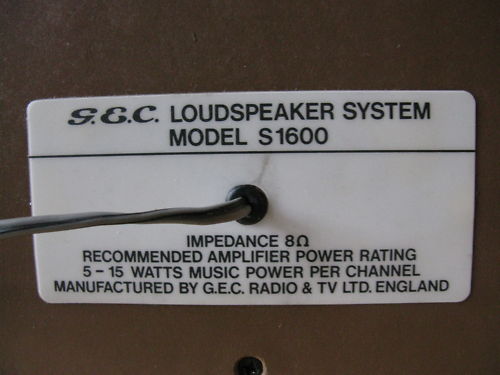 G.E.C. LOUDSPEAKER SYSTEM
MODEL S1600
IMPEDANCE 8Ω
RECOMMENDED AMPLIFIER POWER RATING
5 - 15 WATTS MUSIC POWER PER CHANNEL
MANUFACTURED BY G.E.C. RADIO & TV LTD. ENGLAND